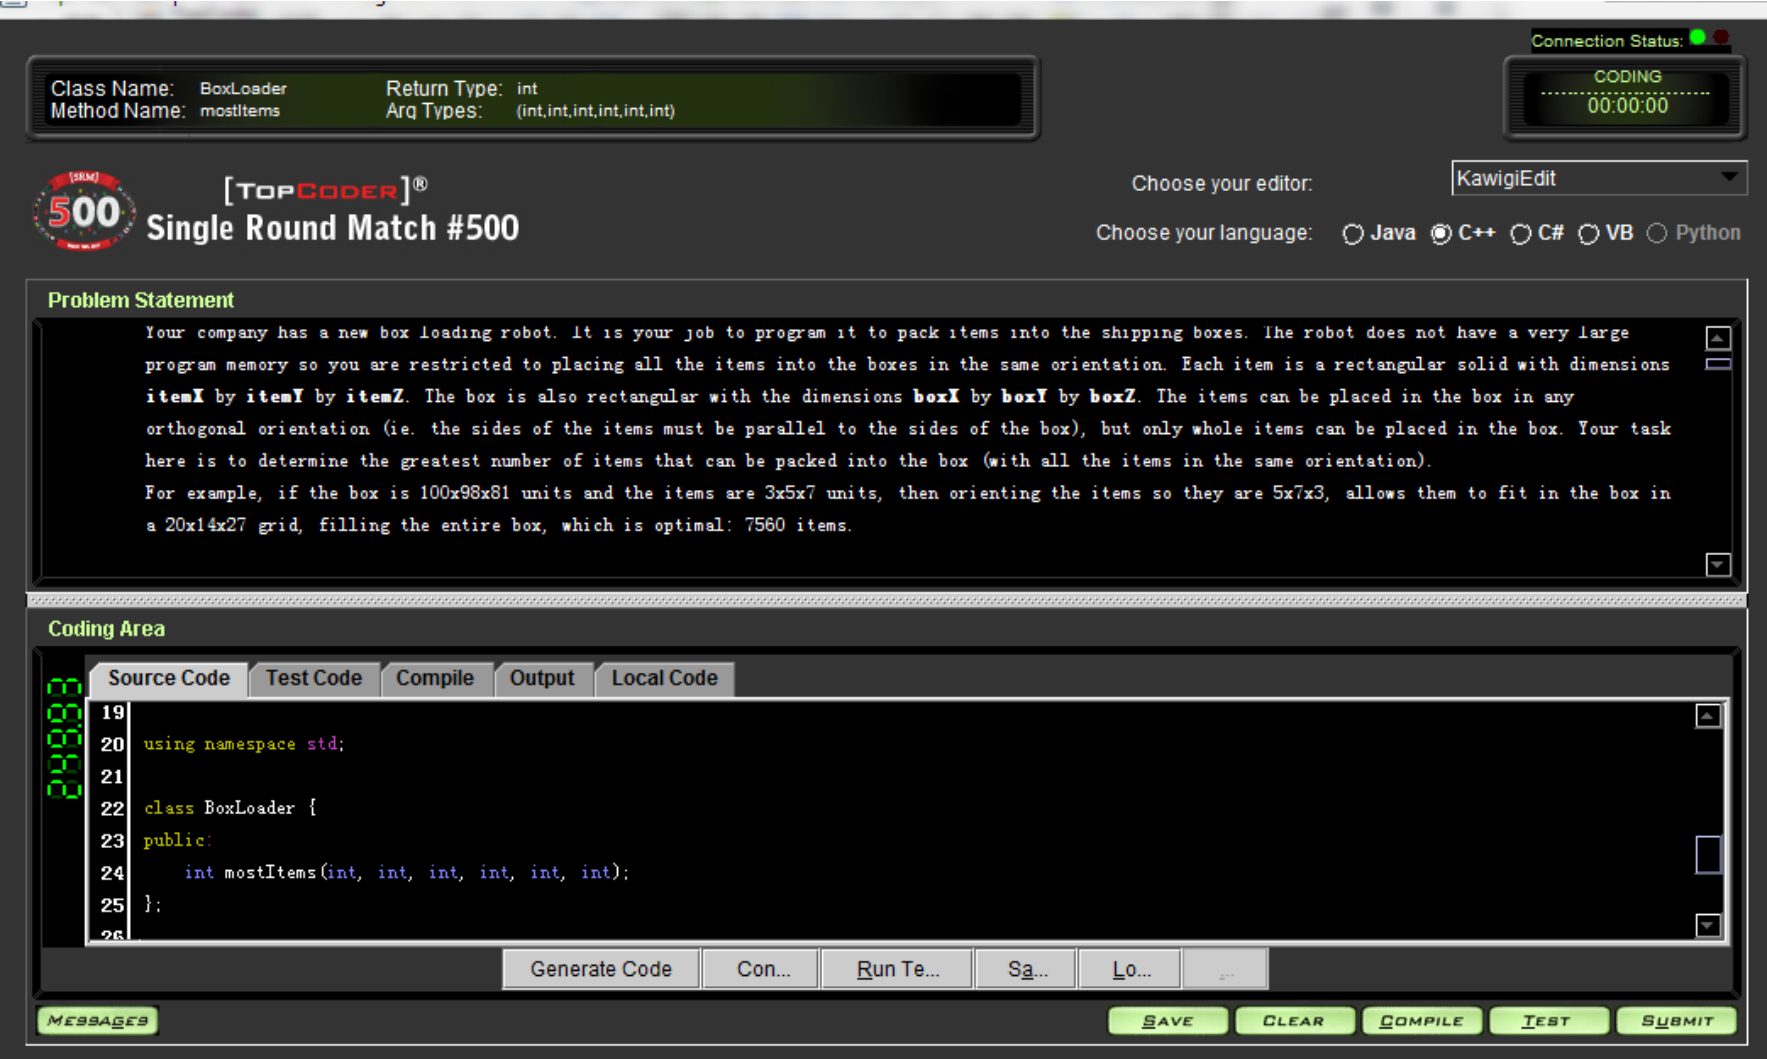 Connection Status:
Class Name: BoxLoader Return Type: int
Method Name: mostItems Arg Types: (int,int,int,int,int,int)
CODING
00:00:00
[SRM]
500
[TOPCODER]®
Single Round Match #500
Choose your editor: KawigiEdit
Choose your language: Java C++ C# VB Python
Problem Statement
Your company has a new box loading robot. It is your job to program it to pack items into the shipping boxes. The robot does not have a very large
program memory so you are restricted to placing all the items into the boxes in the same orientation. Each item is a rectangular solid with dimensions
itemX by itemY by itemZ. The box is also rectangular with the dimensions boxX by boxY by boxZ. The items can be placed in the box in any
orthogonal orientation (ie. the sides of the items must be parallel to the sides of the box), but only whole items can be placed in the box. Your task
here is to determine the greatest number of items that can be packed into the box (with all the items in the same orientation).
For example, if the box is 100x98x81 units and the items are 3x5x7 units, then orienting the items so they are 5x7x3, allows them to fit in the box in
a 20x14x27 grid, filling the entire box, which is optimal: 7560 items.
Coding Area
Source Code Test Code Compile Output Local Code
19
20 using namespace std;
21
22 class BoxLoader {
23 public:
24 int mostItems(int, int, int, int, int, int);
25 };
26
Generate Code Con... Run Te... Sa... Lo... ...
MESSAGES SAVE CLEAR COMPILE TEST SUBMIT